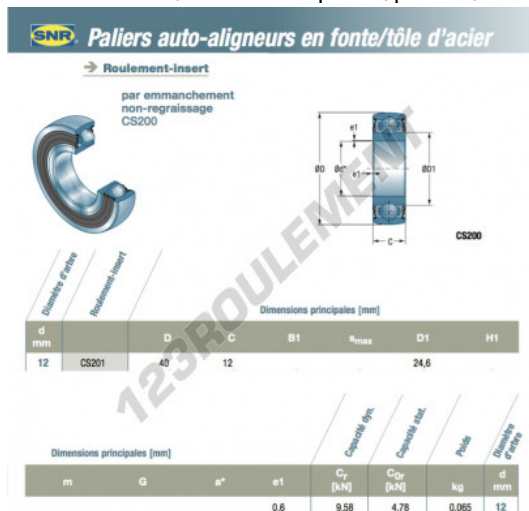 SNR Paliers auto-aligneurs en fonte/tôle d'acier
→ Roulement-insert
par emmanchement
non-regraissage
CS200
e1
ØD
Ød*
e1
ØD1
C
CS200
123ROULEMENT
Diamètre d'arbre
Roulement-insert
Dimensions principales [mm]
d mm D C B1 smax D1 H1
12 CS201 40 12 24,6
Dimensions principales [mm] Capacité dyn. Capacité stat. Poids Diamètre d'arbre
m G a* e1 Cr [kN] C0r [kN] kg d mm
0.6 9.58 4.78 0.065 12